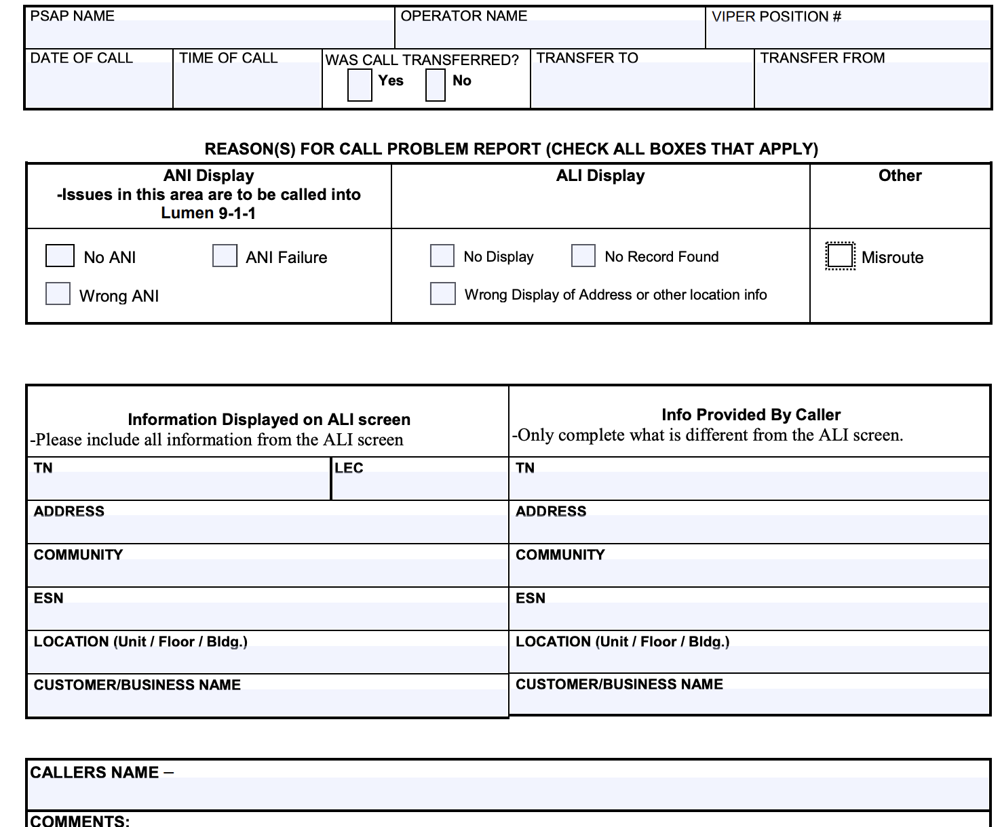 PSAP NAME
OPERATOR NAME
VIPER POSITION #
DATE OF CALL
TIME OF CALL
WAS CALL TRANSFERRED?
Yes
No
TRANSFER TO
TRANSFER FROM
REASON(S) FOR CALL PROBLEM REPORT (CHECK ALL BOXES THAT APPLY)
ANI Display
-Issues in this area are to be called into
Lumen 9-1-1
ALI Display
Other
No ANI
ANI Failure
Wrong ANI
No Display
No Record Found
Wrong Display of Address or other location info
Misroute
Information Displayed on ALI screen
-Please include all information from the ALI screen
Info Provided By Caller
-Only complete what is different from the ALI screen.
TN
LEC
TN
ADDRESS
ADDRESS
COMMUNITY
COMMUNITY
ESN
ESN
LOCATION (Unit / Floor / Bldg.)
LOCATION (Unit / Floor / Bldg.)
CUSTOMER/BUSINESS NAME
CUSTOMER/BUSINESS NAME
CALLERS NAME –
COMMENTS: